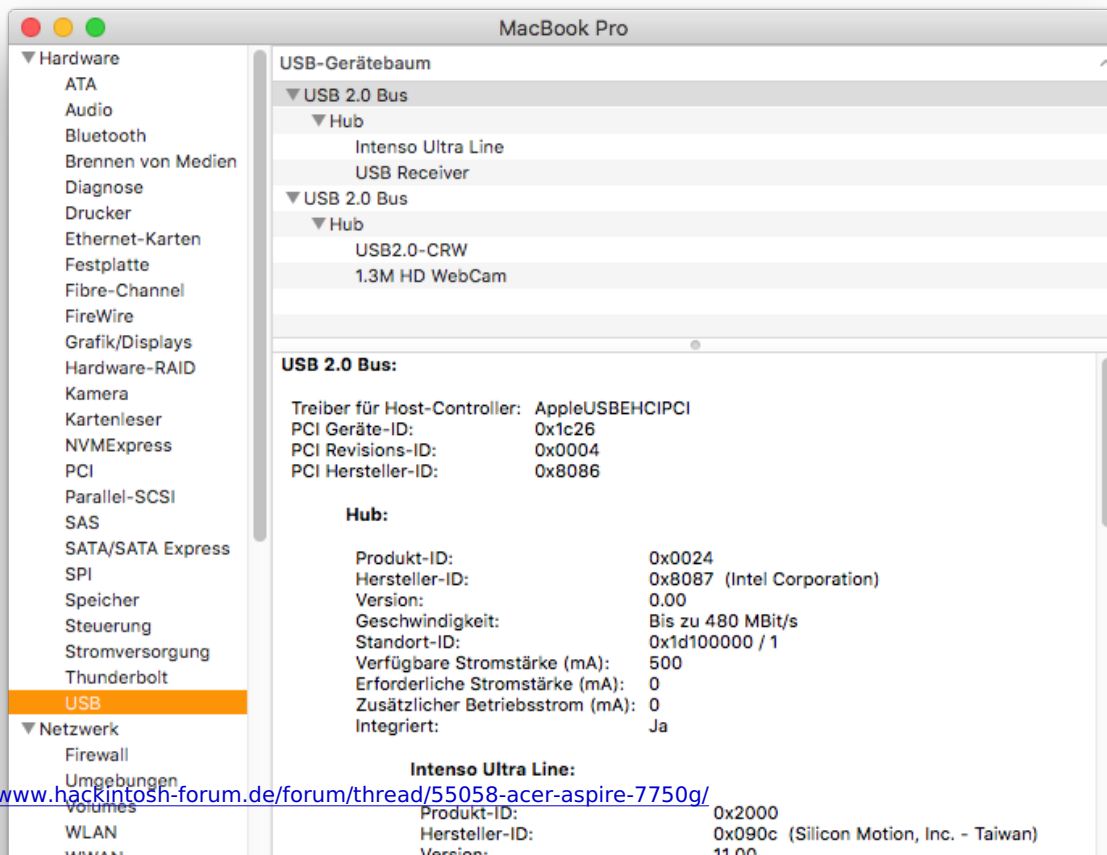 MacBook Pro
Hardware
ATA
Audio
Bluetooth
Brennen von Medien
Diagnose
Drucker
Ethernet-Karten
Festplatte
Fibre-Channel
FireWire
Grafik/Displays
Hardware-RAID
Kamera
Kartenleser
NVMExpress
PCI
Parallel-SCSI
SAS
SATA/SATA Express
SPI
Speicher
Steuerung
Stromversorgung
Thunderbolt
USB
Netzwerk
Firewall
Umgebungen
Volumes
WLAN
WWAN
USB-Gerätebaum
USB 2.0 Bus
Hub
Intenso Ultra Line
USB Receiver
USB 2.0 Bus
Hub
USB2.0-CRW
1.3M HD WebCam
USB 2.0 Bus:
Treiber für Host-Controller: AppleUSBEHCIPCI
PCI Geräte-ID: 0x1c26
PCI Revisions-ID: 0x0004
PCI Hersteller-ID: 0x8086
Hub:
Produkt-ID: 0x0024
Hersteller-ID: 0x8087 (Intel Corporation)
Version: 0.00
Geschwindigkeit: Bis zu 480 MBit/s
Standort-ID: 0x1d100000 / 1
Verfügbare Stromstärke (mA): 500
Erforderliche Stromstärke (mA): 0
Zusätzlicher Betriebsstrom (mA): 0
Integriert: Ja
Intenso Ultra Line:
www.hackintosh-forum.de/forum/thread/55058-acer-aspire-7750g/
Produkt-ID: 0x2000
Hersteller-ID: 0x090c (Silicon Motion, Inc. - Taiwan)
Version: 11.00